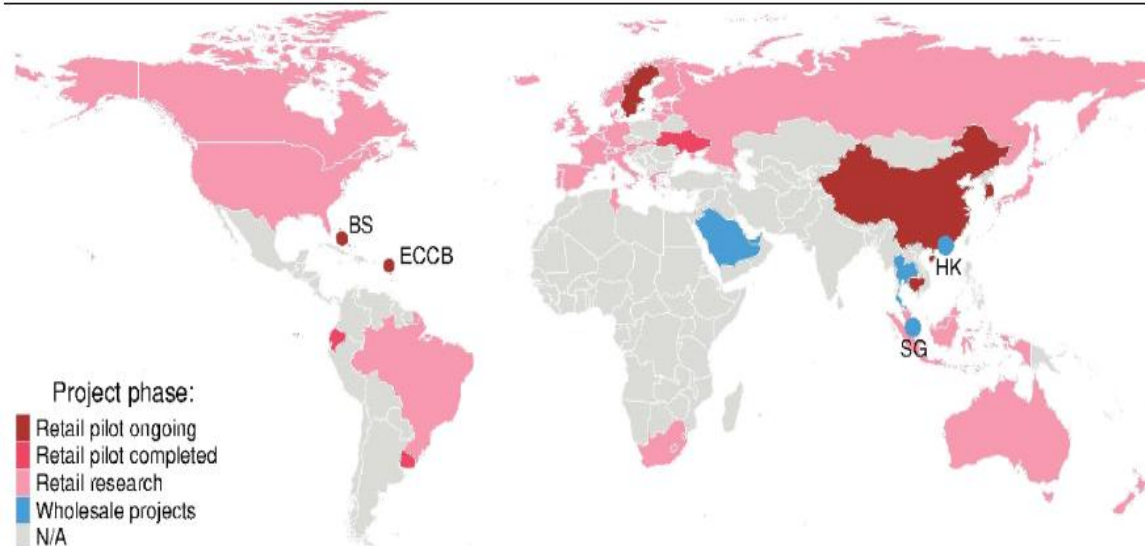 BS
ECCB
HK
SG
Project phase:
Retail pilot ongoing
Retail pilot completed
Retail research
Wholesale projects
N/A